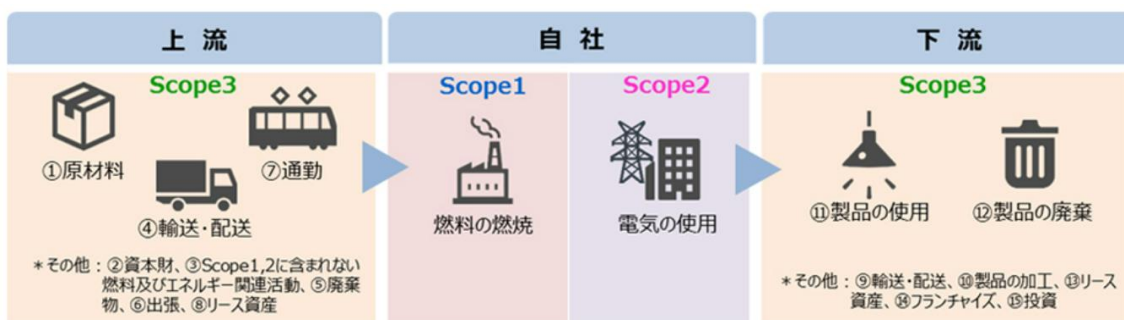 上 流
自 社
下 流
Scope3
①原材料
⑦通勤
④輸送・配送
＊その他：②資本財、③Scope1,2に含まれない
燃料及びエネルギー関連活動、⑤廃棄
物、⑥出張、⑧リース資産
Scope1
燃料の燃焼
Scope2
電気の使用
Scope3
⑪製品の使用
⑫製品の廃棄
＊その他：⑨輸送・配送、⑩製品の加工、⑬リース
資産、⑭フランチャイズ、⑮投資